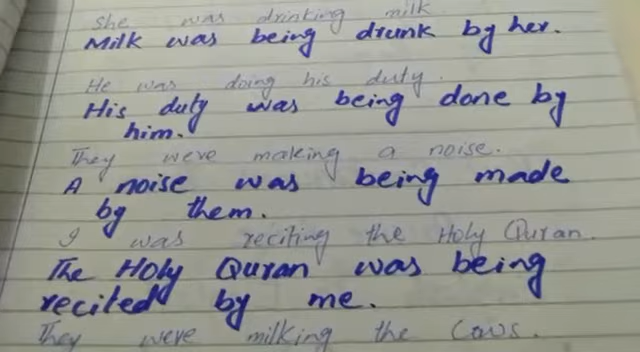 She was drinking milk
Milk was being drunk by her.
He was doing his duty.
His duty was being done by
him.
They were making a noise.
A noise was being made
by them.
I was reciting the Holy Quran.
The Holy Quran was being
recited by me.
They were milking the Cows.